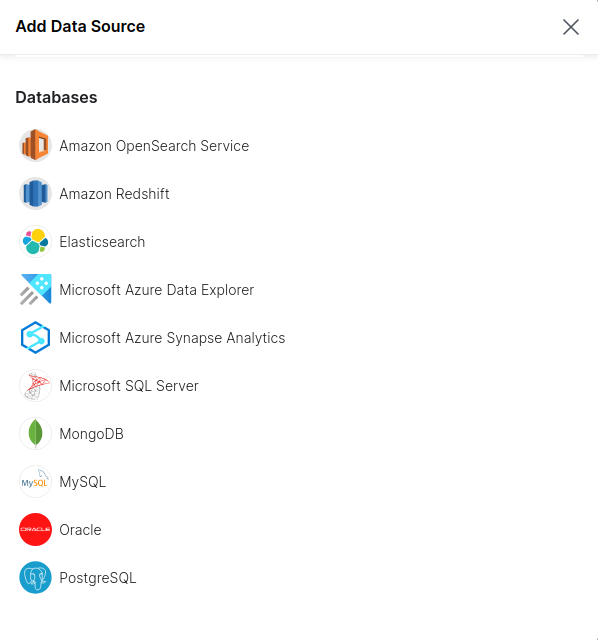 Add Data Source
Databases
Amazon OpenSearch Service
Amazon Redshift
Elasticsearch
Microsoft Azure Data Explorer
Microsoft Azure Synapse Analytics
Microsoft SQL Server
MongoDB
MySQL
MySQL
ORACLE
Oracle
PostgreSQL